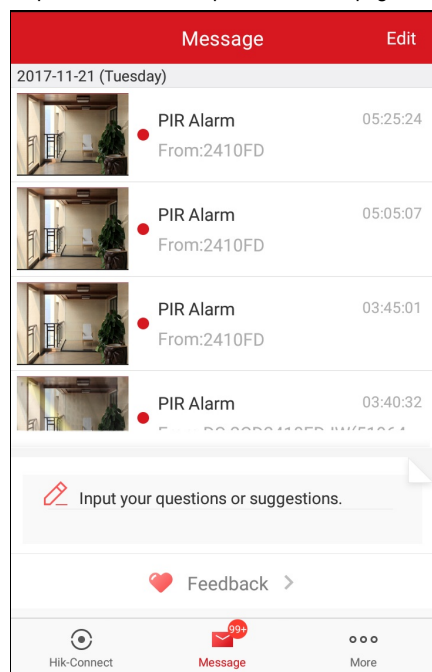 Message
Edit
2017-11-21 (Tuesday)
PIR Alarm
05:25:24
From:2410FD
PIR Alarm
05:05:07
From:2410FD
PIR Alarm
03:45:01
From:2410FD
PIR Alarm
03:40:32
Input your questions or suggestions.
Feedback
99+
Hik-Connect
Message
More